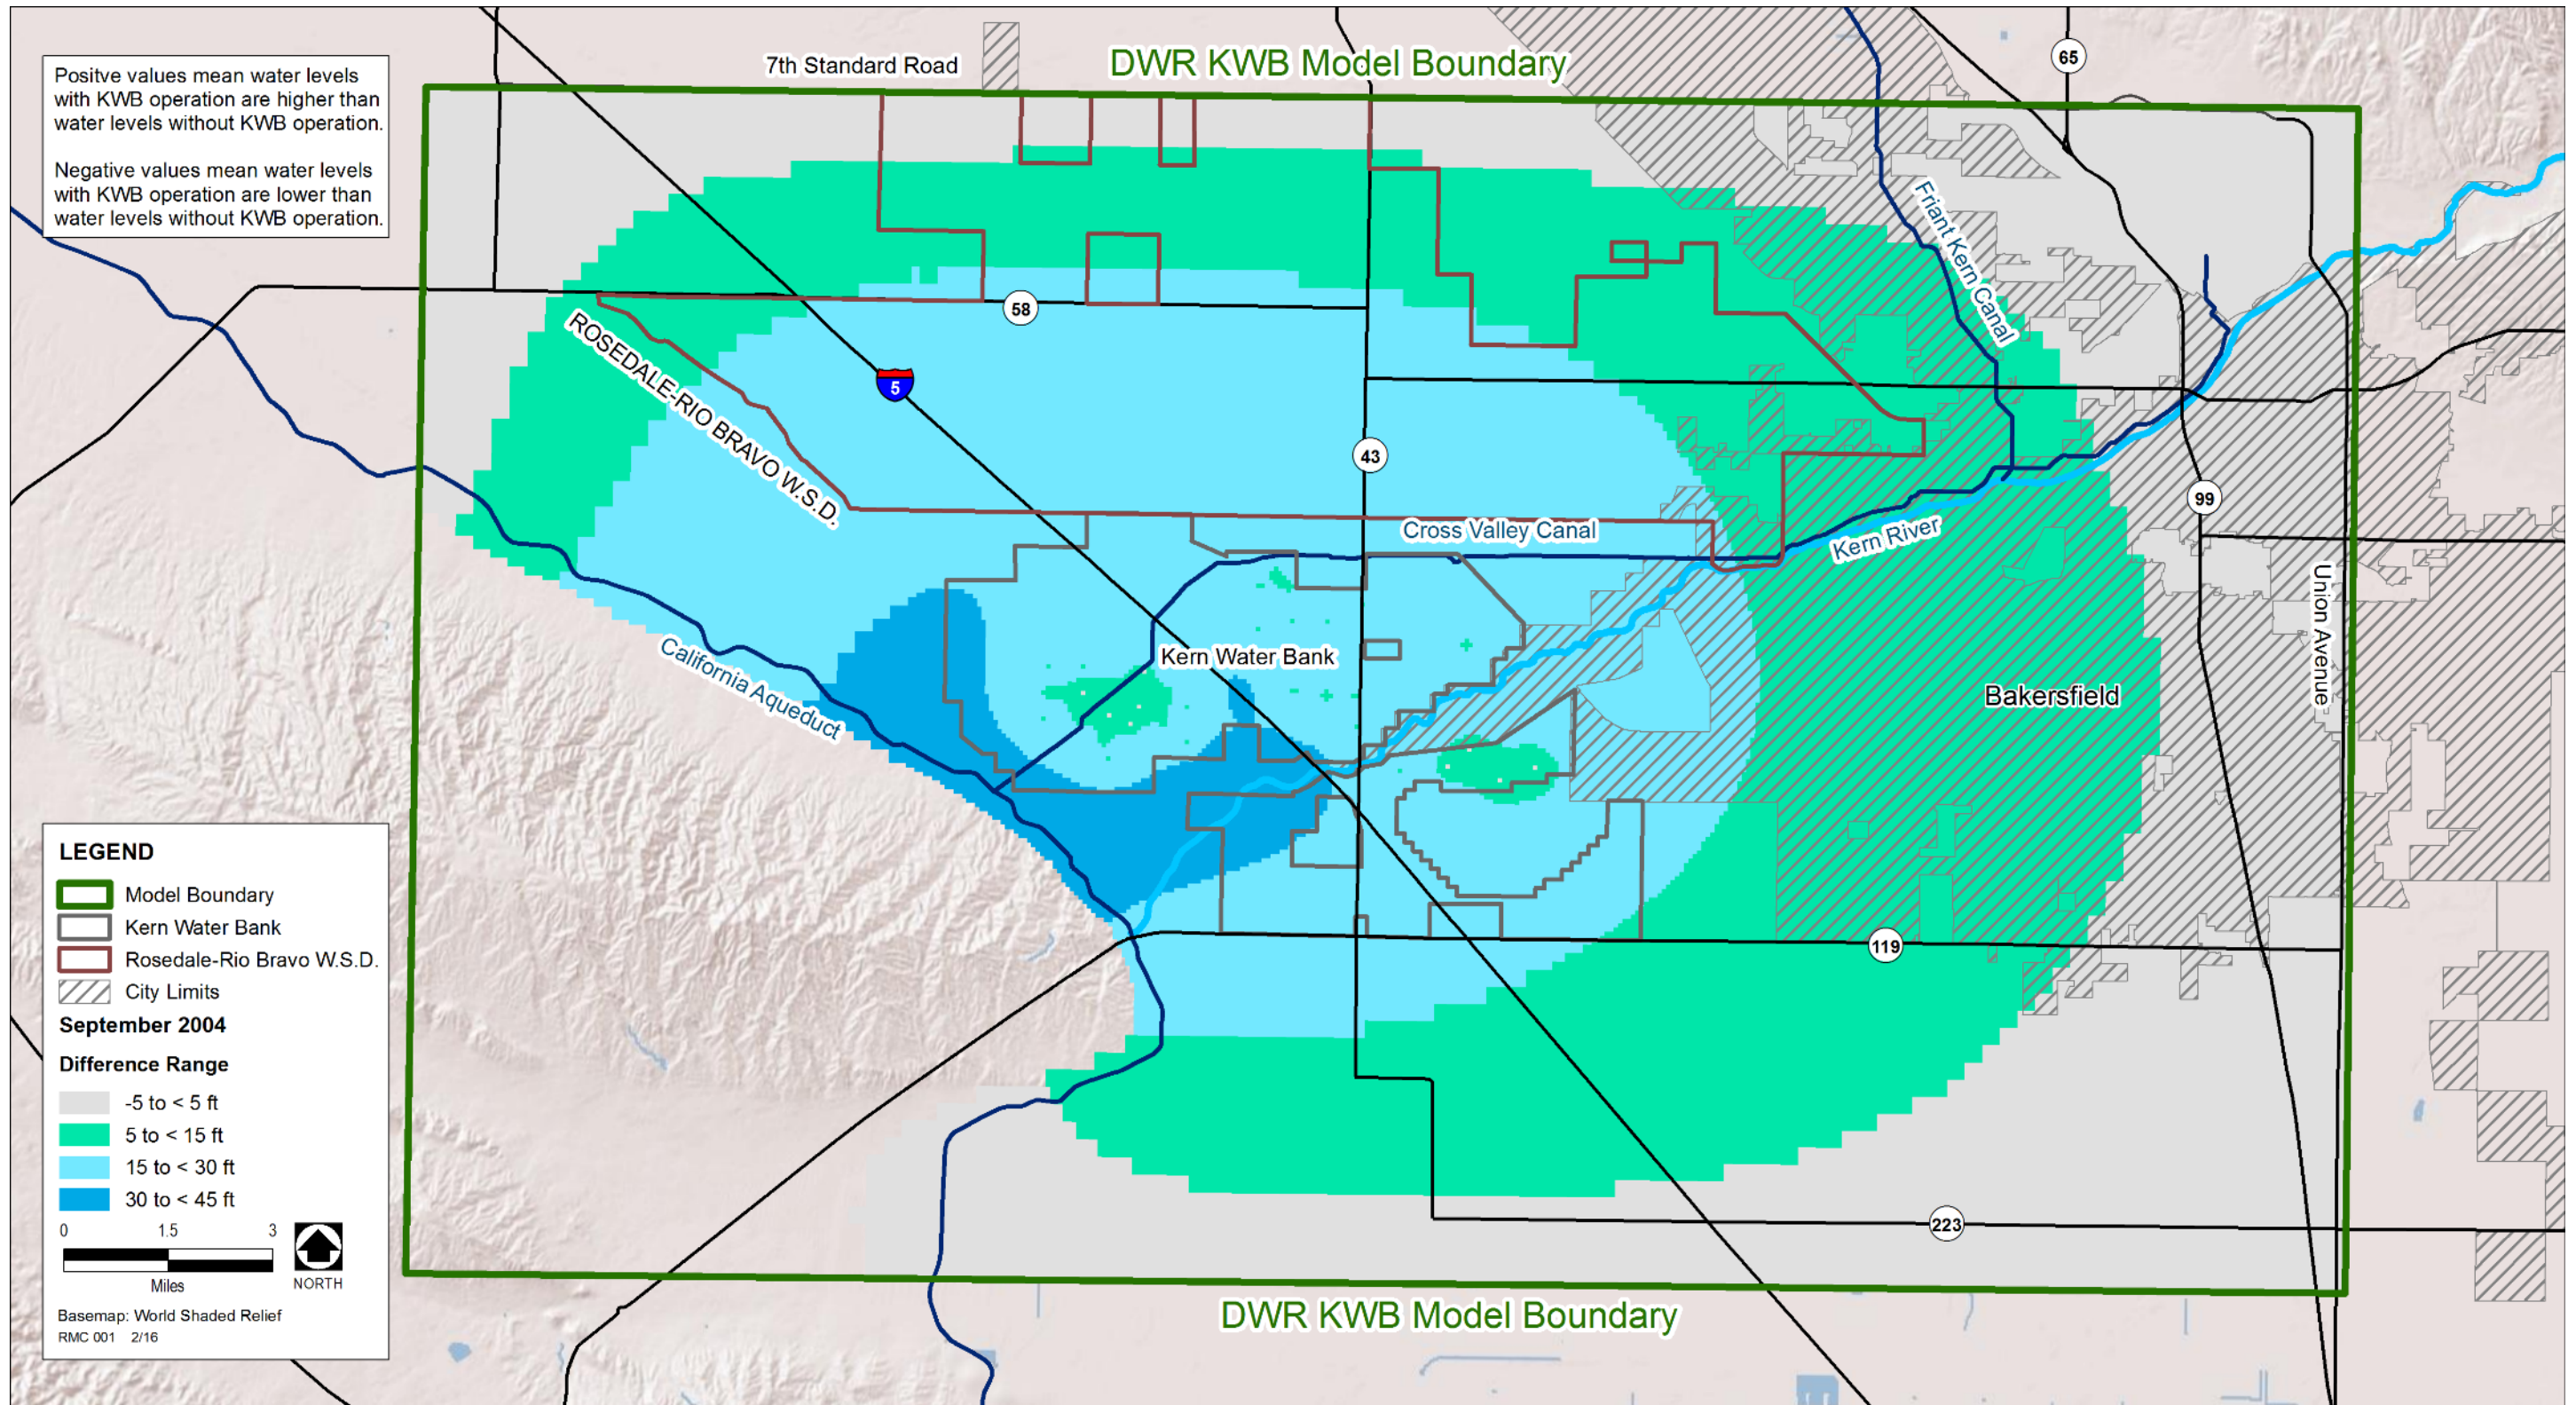 Positve values mean water levels
with KWB operation are higher than
water levels without KWB operation.
Negative values mean water levels
with KWB operation are lower than
water levels without KWB operation.
7th Standard Road
DWR KWB Model Boundary
65
Friant Kern Canal
58
ROSEDALE-RIO BRAVO W.S.D.
5
43
99
Cross Valley Canal
Kern River
Union Avenue
California Aqueduct
Kern Water Bank
Bakersfield
119
223
DWR KWB Model Boundary
LEGEND
Model Boundary
Kern Water Bank
Rosedale-Rio Bravo W.S.D.
City Limits
September 2004
Difference Range
-5 to < 5 ft
5 to < 15 ft
15 to < 30 ft
30 to < 45 ft
0 1.5 3
Miles
NORTH
Basemap: World Shaded Relief
RMC 001 2/16